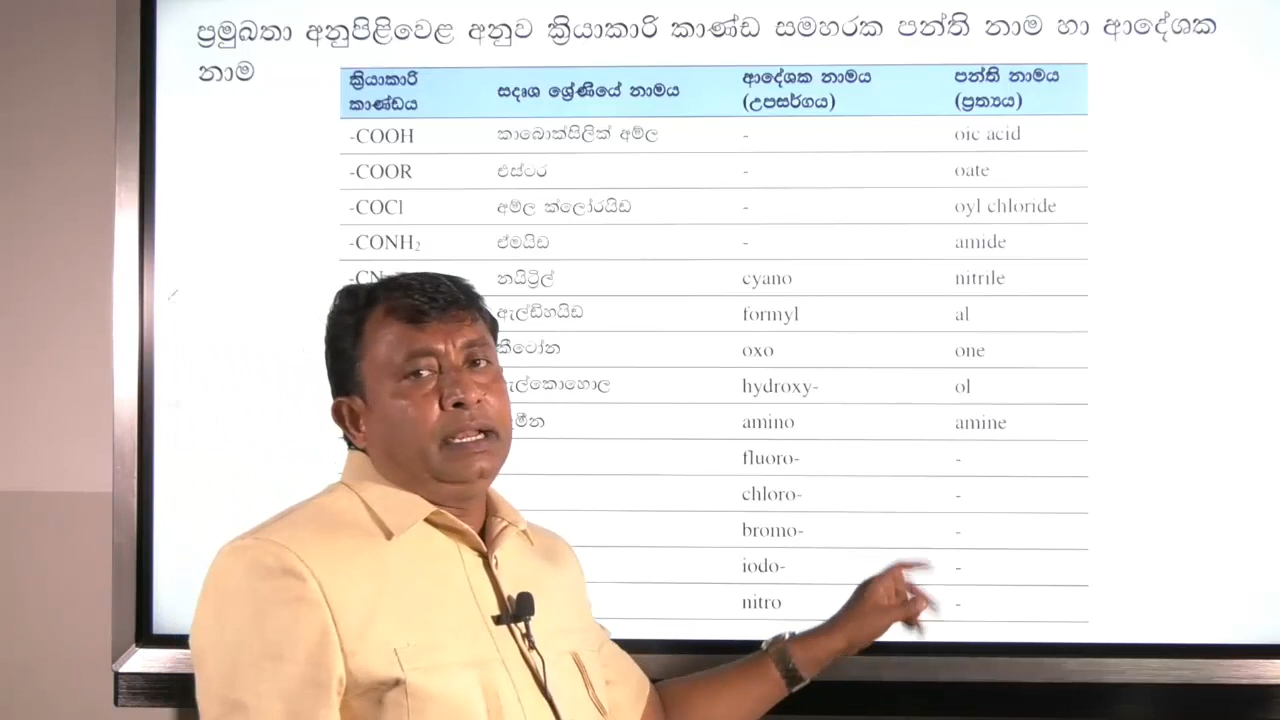 ප්‍රමුඛතා අනුපිළිවෙළ අනුව ක්‍රියාකාරි කාණ්ඩ සමහරක පන්ති නාම හා ආදේශක
නාම
ක්‍රියාකාරි කාණ්ඩය සදෘශ ශ්‍රේණියේ නාමය ආදේශක නාමය (උපසර්ගය) පන්ති නාමය (ප්‍රත්‍යය)
-COOH කාබොක්සිලික් අම්ල - oic acid
-COOR එස්ටර - oate
-COCl අම්ල ක්ලෝරයිඩ - oyl chloride
-CONH₂ ඒමයිඩ - amide
නයිට්‍රිල් cyano nitrile
ඇල්ඩිහයිඩ formyl al
කීටෝන oxo one
hydroxy- ol
amino amine
fluoro- -
chloro- -
bromo- -
iodo- -
nitro -